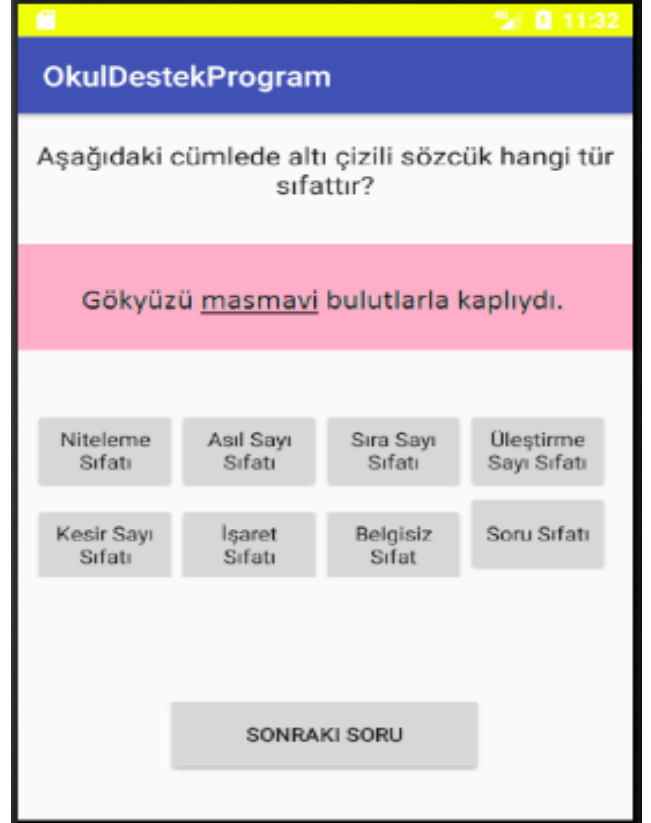 11:32
OkulDestekProgram
Aşağıdaki cümlede altı çizili sözcük hangi tür
sıfattır?
Gökyüzü masmavi bulutlarla kaplıydı.
Niteleme
Sıfatı
Asıl Sayı
Sıfatı
Sıra Sayı
Sıfatı
Üleştirme
Sayı Sıfatı
Kesir Sayı
Sıfatı
İşaret
Sıfatı
Belgisiz
Sıfat
Soru Sıfatı
SONRAKI SORU